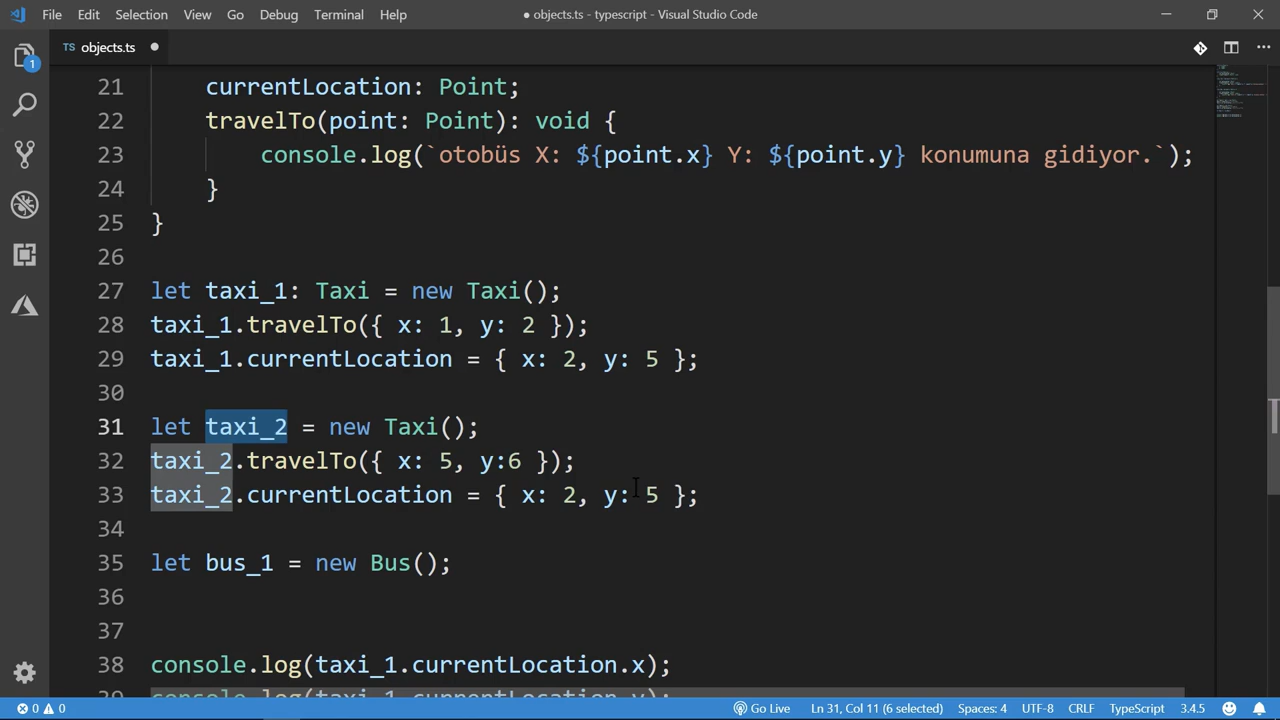 File Edit Selection View Go Debug Terminal Help ● objects.ts - typescript - Visual Studio Code
TS objects.ts ●
1
21 currentLocation: Point;
22 travelTo(point: Point): void {
23 console.log(`otobüs X: ${point.x} Y: ${point.y} konumuna gidiyor.`);
24 }
25 }
26
27 let taxi_1: Taxi = new Taxi();
28 taxi_1.travelTo({ x: 1, y: 2 });
29 taxi_1.currentLocation = { x: 2, y: 5 };
30
31 let taxi_2 = new Taxi();
32 taxi_2.travelTo({ x: 5, y:6 });
33 taxi_2.currentLocation = { x: 2, y: 5 };
34
35 let bus_1 = new Bus();
36
37
38 console.log(taxi_1.currentLocation.x);
39 console.log(taxi_1.currentLocation.y);
0 0 Go Live Ln 31, Col 11 (6 selected) Spaces: 4 UTF-8 CRLF TypeScript 3.4.5